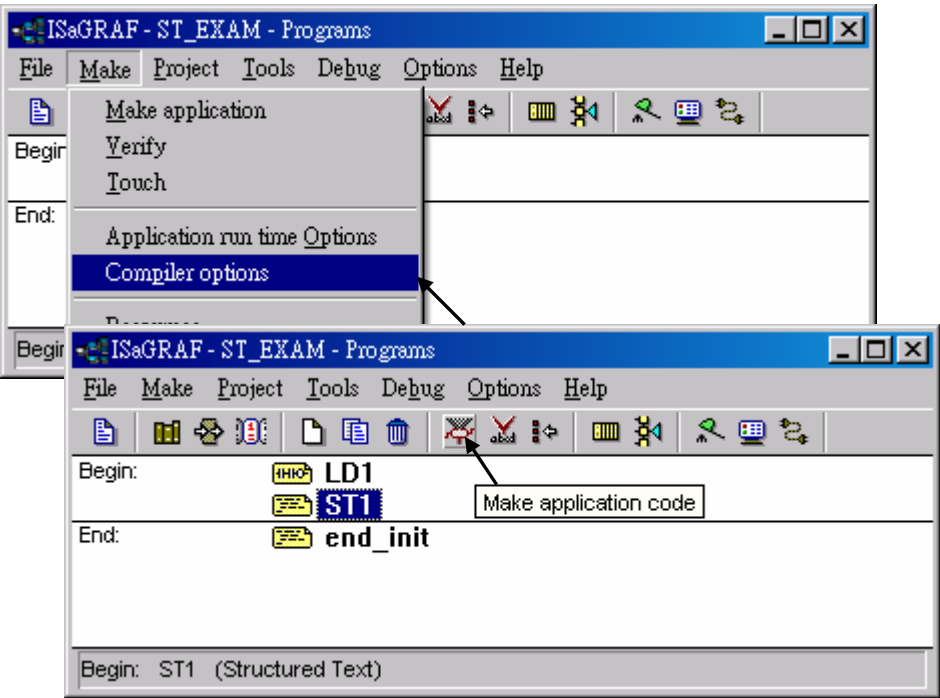 ISaGRAF - ST_EXAM - Programs
File Make Project Tools Debug Options Help
Make application
abcd
Begin
Verify
Touch
End:
Application run time Options
Compiler options
Begin
ISaGRAF - ST_EXAM - Programs
File Make Project Tools Debug Options Help
abcd
Begin: LD1
ST1
Make application code
End: end_init
Begin: ST1 (Structured Text)